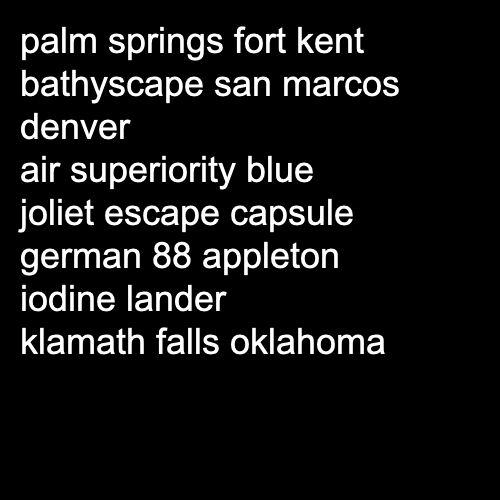 palm springs fort kent
bathyscape san marcos
denver
air superiority blue
joliet escape capsule
german 88 appleton
iodine lander
klamath falls oklahoma